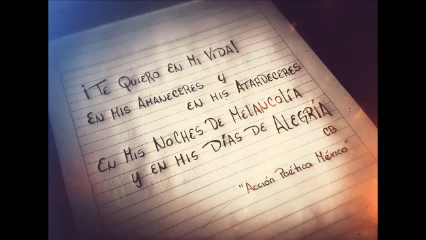 ¡TE QUIERO EN MI VIDA!
EN MIS AMANECERES Y
EN MIS ATARDECERES
EN MIS NOCHES DE MELANCOLÍA
Y EN MIS DÍAS DE ALEGRÍA
CB
"Acción Poética México"